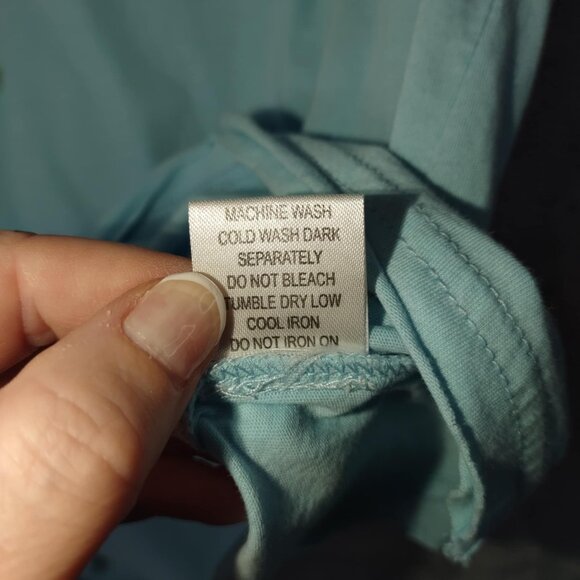 MACHINE WASH
COLD WASH DARK
SEPARATELY
DO NOT BLEACH
TUMBLE DRY LOW
COOL IRON
DO NOT IRON ON